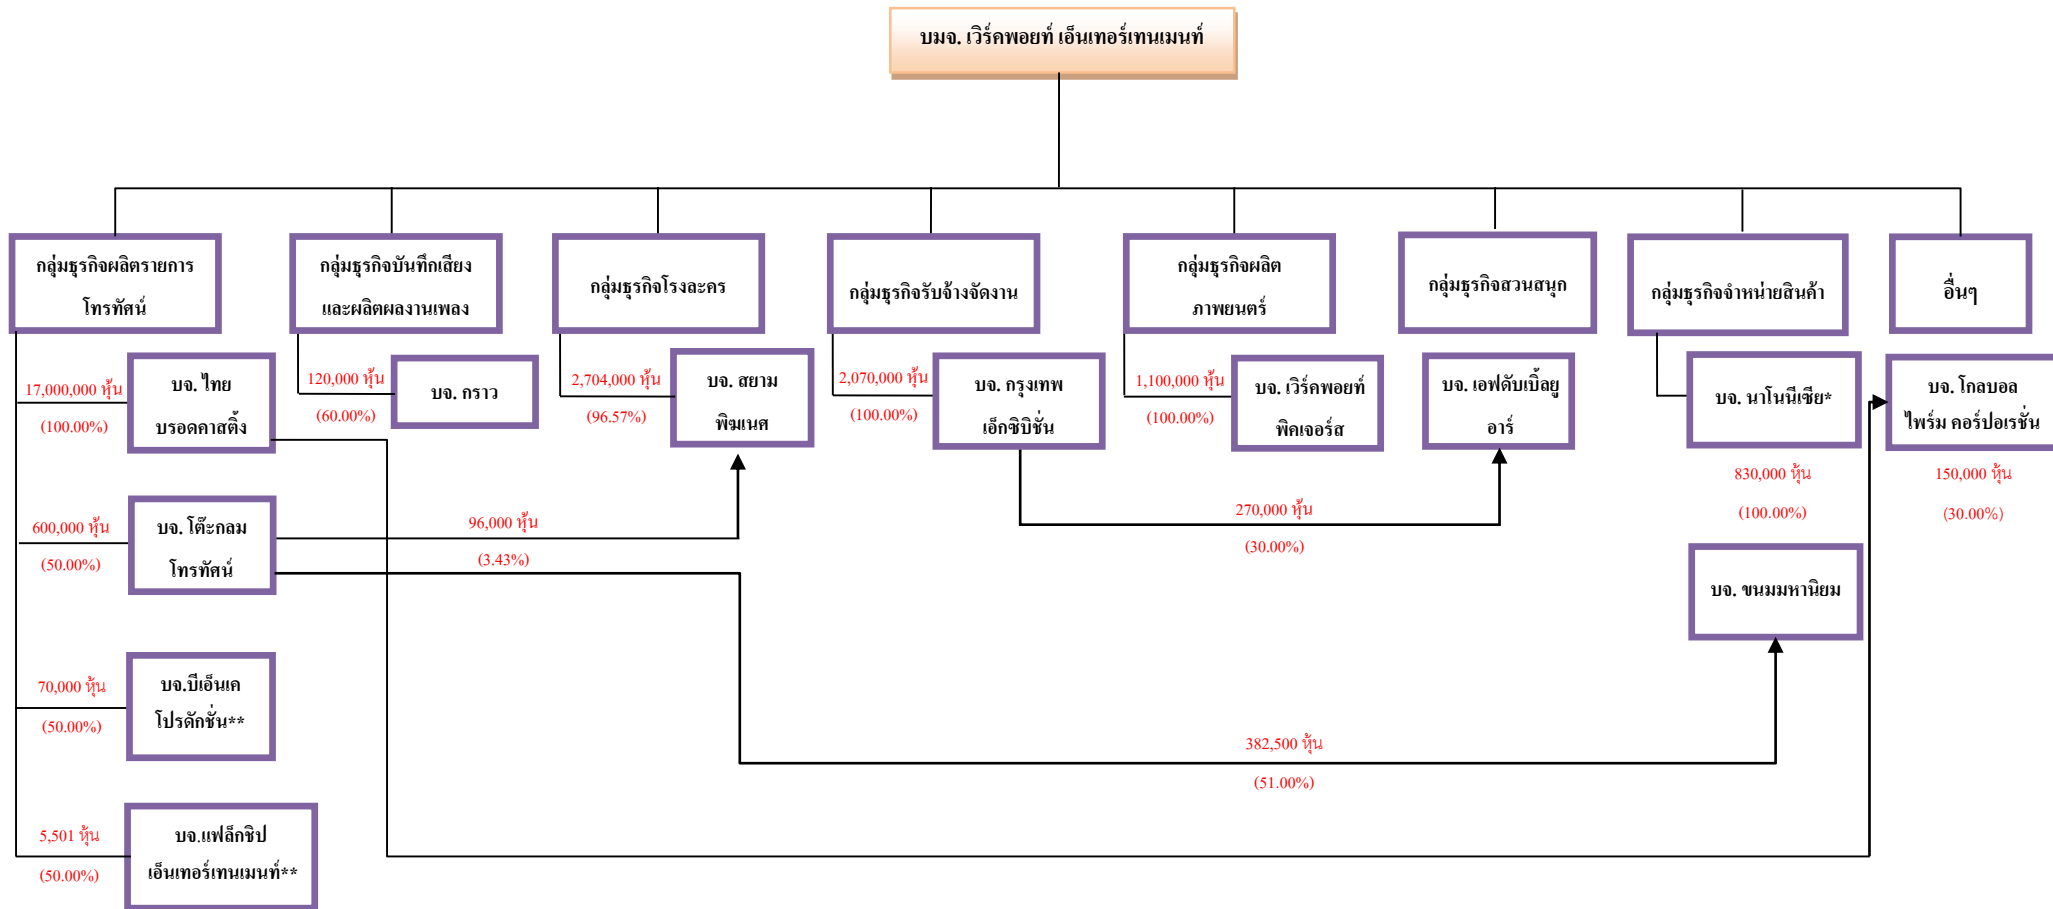 บมจ. เวิร์คพอยท์ เอ็นเทอร์เทนเมนท์
กลุ่มธุรกิจผลิตรายการ
โทรทัศน์
กลุ่มธุรกิจบันทึกเสียง
และผลิตผลงานเพลง
กลุ่มธุรกิจโรงละคร
กลุ่มธุรกิจรับจ้างจัดงาน
กลุ่มธุรกิจผลิต
ภาพยนตร์
กลุ่มธุรกิจสวนสนุก
กลุ่มธุรกิจจำหน่ายสินค้า
อื่นๆ
17,000,000 หุ้น
(100.00%)
บจ. ไทย
บรอดคาสติ้ง
120,000 หุ้น
(60.00%)
บจ. กราว
2,704,000 หุ้น
(96.57%)
บจ. สยาม
พิฆเนศ
2,070,000 หุ้น
(100.00%)
บจ. กรุงเทพ
เอ็กซิบิชั่น
1,100,000 หุ้น
(100.00%)
บจ. เวิร์คพอยท์
พิคเจอร์ส
บจ. เอฟดับเบิ้ลยู
อาร์
บจ. นาโนนีเซีย*
830,000 หุ้น
(100.00%)
บจ. โกลบอล
ไพร์ม คอร์ปอเรชั่น
150,000 หุ้น
(30.00%)
600,000 หุ้น
(50.00%)
บจ. โต๊ะกลม
โทรทัศน์
96,000 หุ้น
(3.43%)
270,000 หุ้น
(30.00%)
บจ. ขนมมหานิยม
70,000 หุ้น
(50.00%)
บจ.บีเอ็นเค
โปรดักชั่น**
382,500 หุ้น
(51.00%)
5,501 หุ้น
(50.00%)
บจ.แฟล็กชิป
เอ็นเทอร์เทนเมนท์**